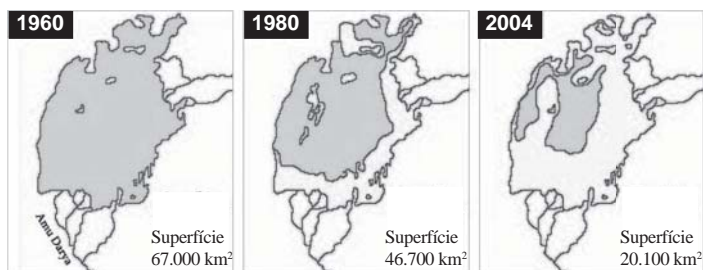 1960
1980
2004
Amu Darya
Superfície
67.000 km²
Superfície
46.700 km²
Superfície
20.100 km²